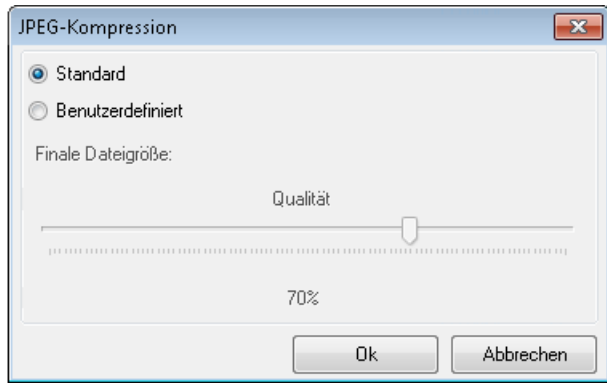 JPEG-Kompression
Standard
Benutzerdefiniert
Finale Dateigröße:
Qualität
70%
Ok
Abbrechen